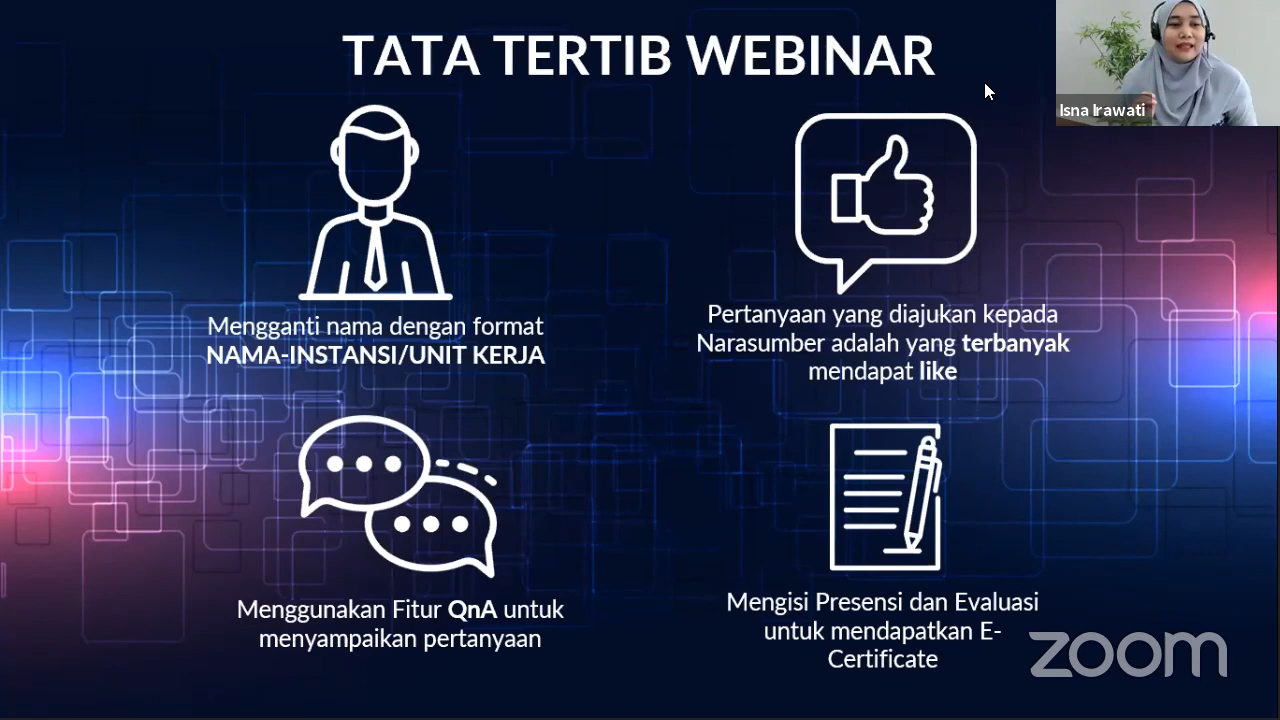 TATA TERTIB WEBINAR
Isna Irawati
Mengganti nama dengan format
NAMA-INSTANSI/UNIT KERJA
Pertanyaan yang diajukan kepada
Narasumber adalah yang terbanyak
mendapat like
Menggunakan Fitur QnA untuk
menyampaikan pertanyaan
Mengisi Presensi dan Evaluasi
untuk mendapatkan E-
Certificate
zoom